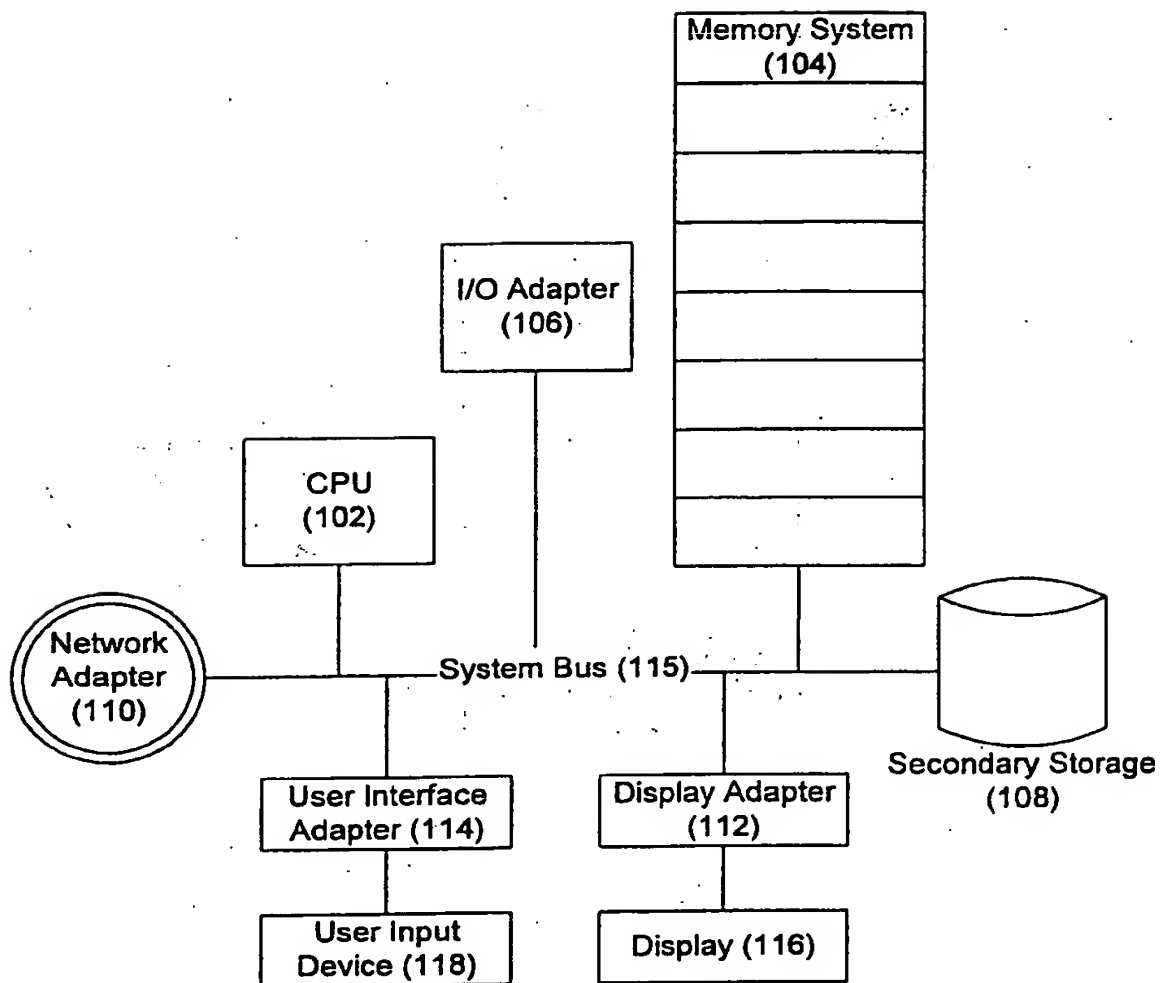 Memory System
(104)
I/O Adapter
(106)
CPU
(102)
Network
Adapter
(110)
System Bus (115)
Secondary Storage
(108)
User Interface
Adapter (114)
Display Adapter
(112)
User Input
Device (118)
Display (116)